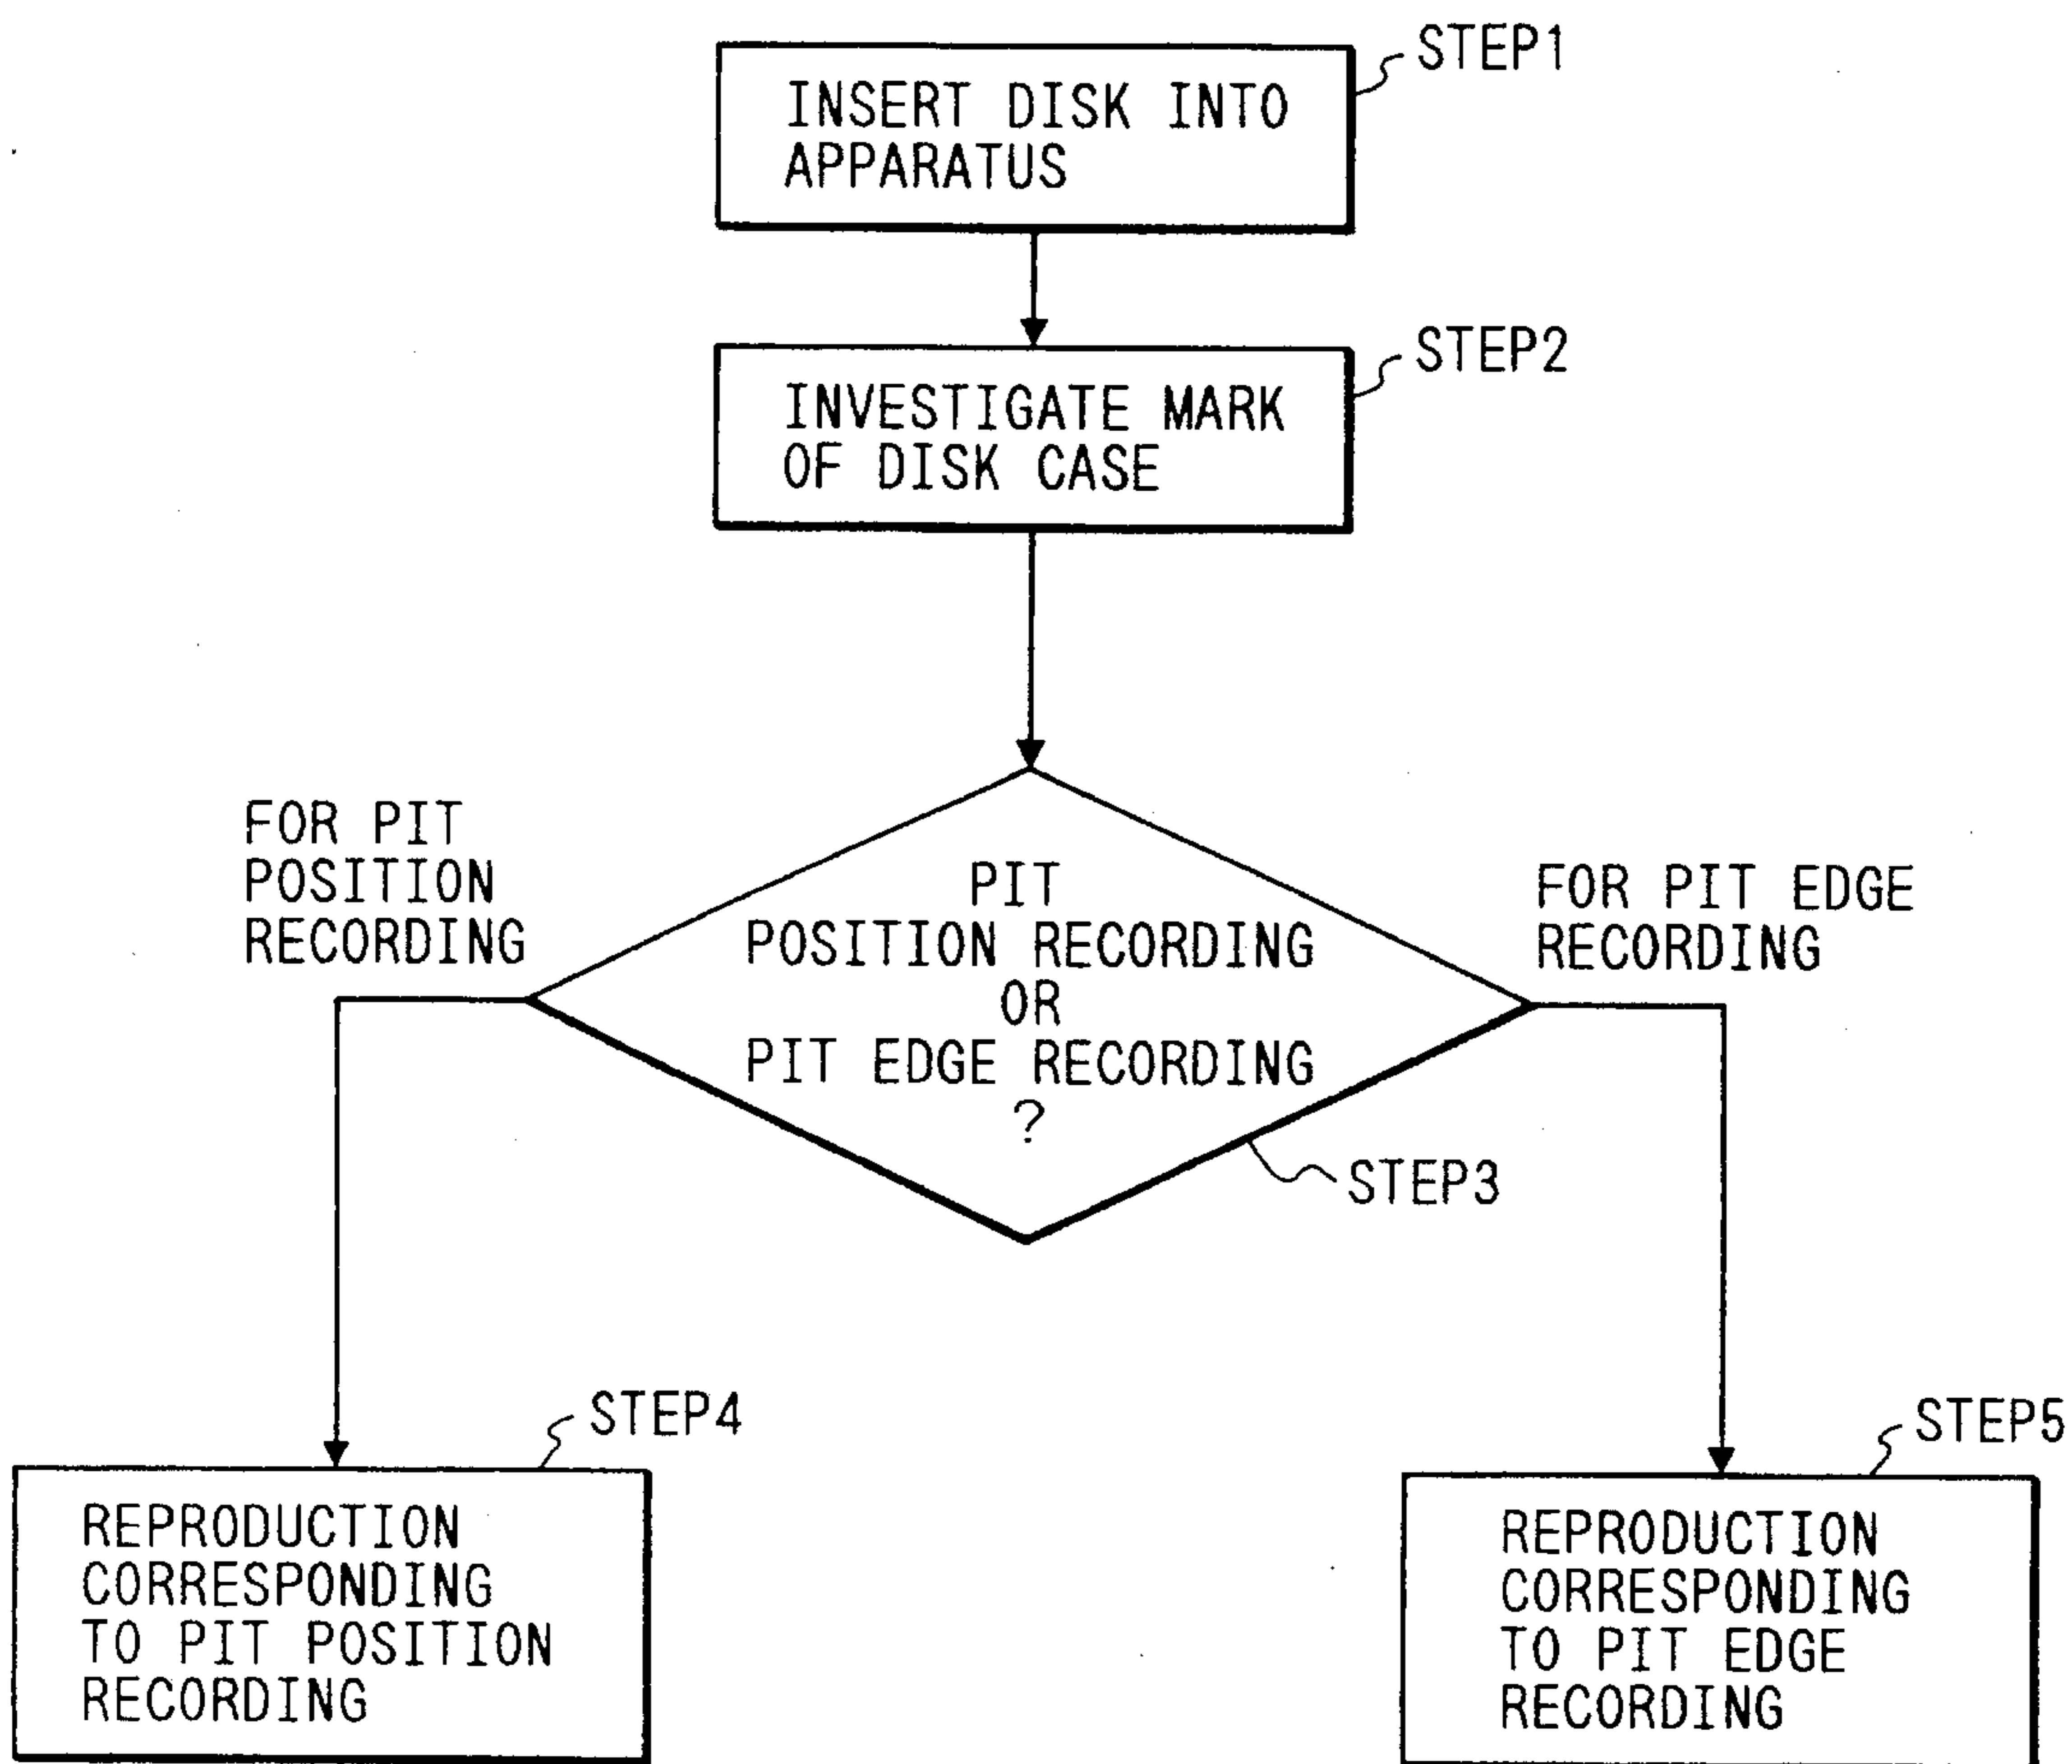 STEP1
INSERT DISK INTO
APPARATUS
STEP2
INVESTIGATE MARK
OF DISK CASE
FOR PIT
POSITION
RECORDING
PIT
POSITION RECORDING
OR
PIT EDGE RECORDING
?
FOR PIT EDGE
RECORDING
STEP3
STEP4
REPRODUCTION
CORRESPONDING
TO PIT POSITION
RECORDING
STEP5
REPRODUCTION
CORRESPONDING
TO PIT EDGE
RECORDING